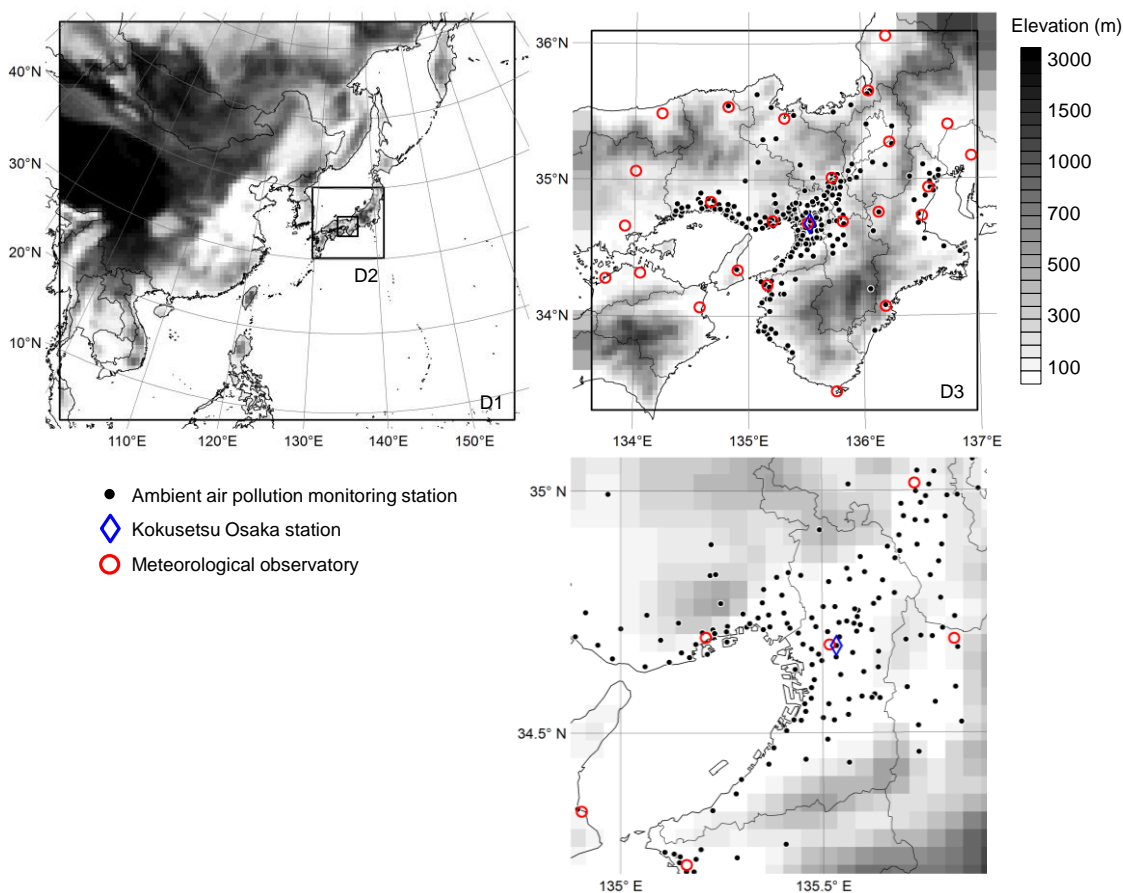 Elevation (m)
3000
1500
1000
700
500
300
100
40°N
30°N
20°N
10°N
D2
D1
110°E
120°E
130°E
140°E
150°E
36°N
35°N
34°N
D3
134°E
135°E
136°E
137°E
Ambient air pollution monitoring station
Kokusetsu Osaka station
Meteorological observatory
35°N
34.5° N
135° E
135.5° E